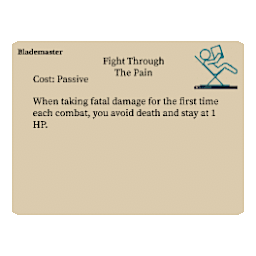 Blademaster
Fight Through
The Pain
Cost: Passive
When taking fatal damage for the first time
each combat, you avoid death and stay at 1
HP.